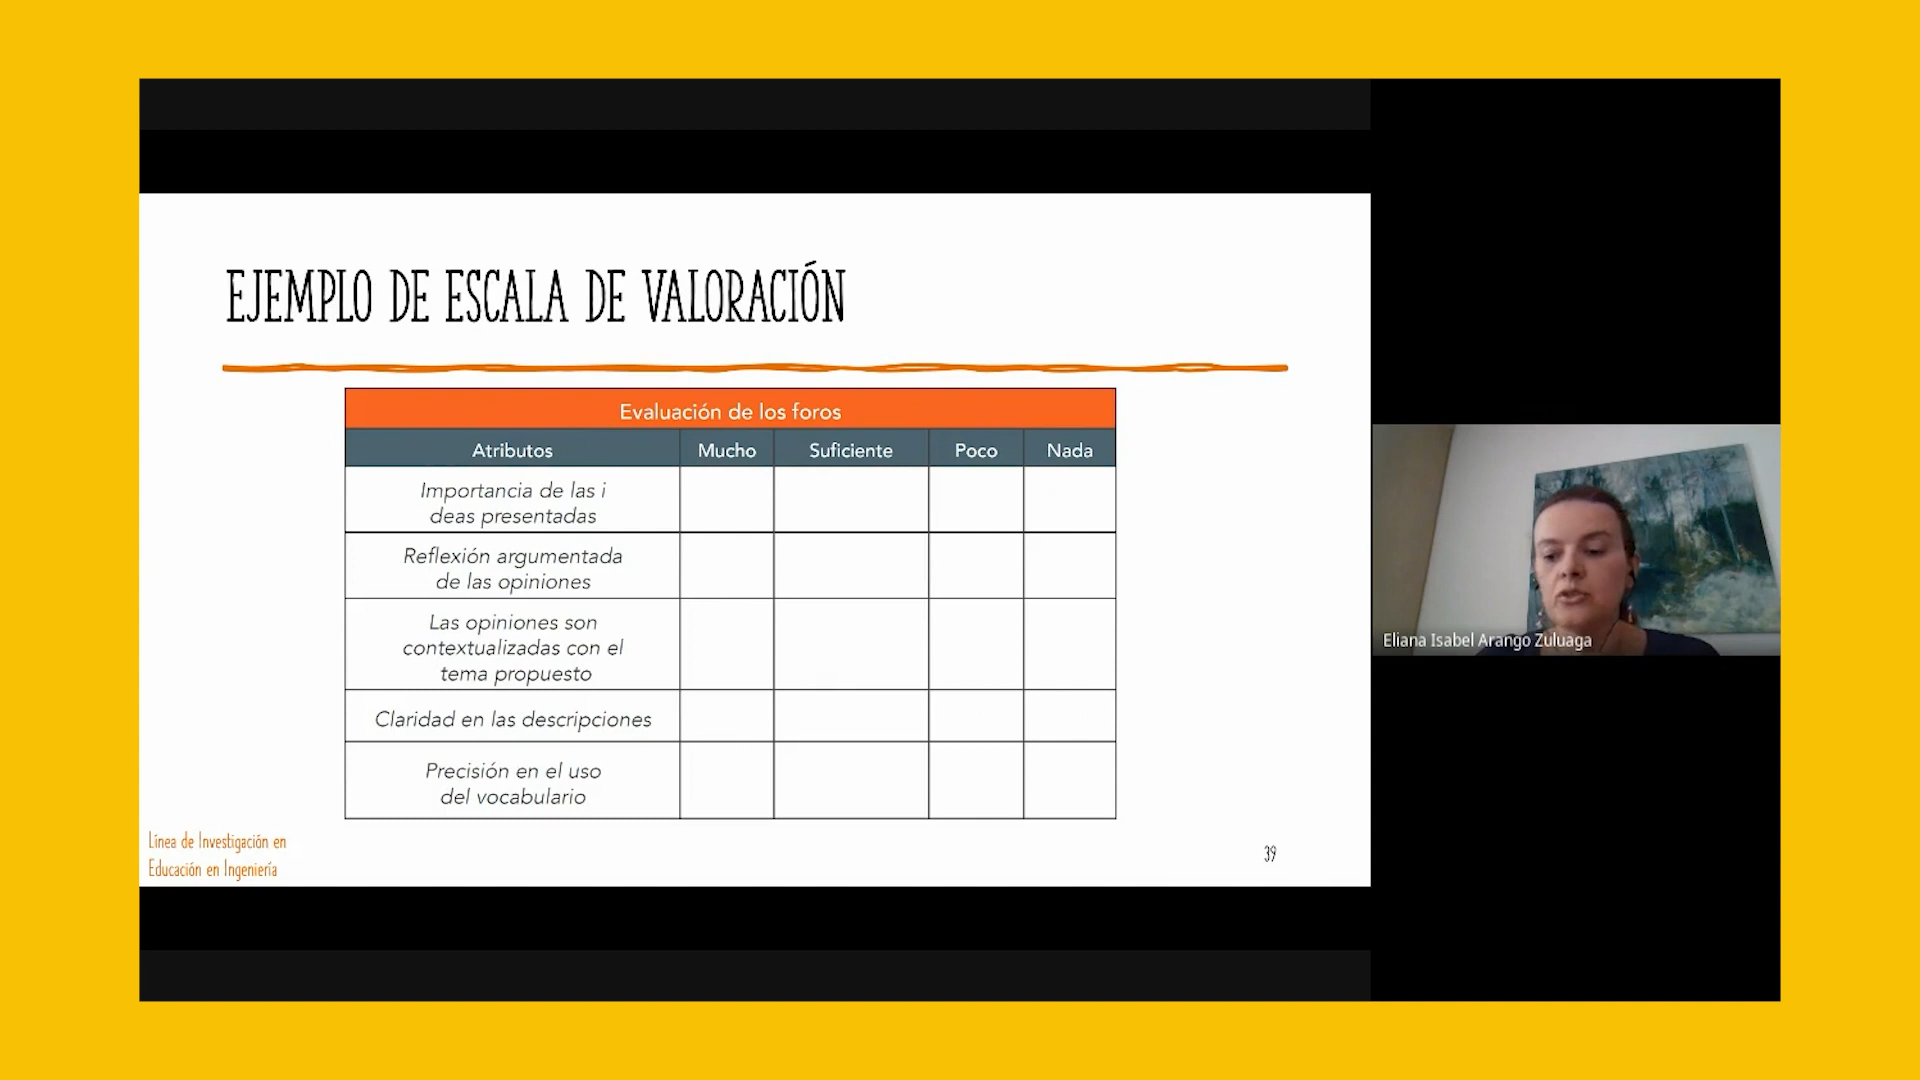 EJEMPLO DE ESCALA DE VALORACIÓN
Evaluación de los foros
Atributos Mucho Suficiente Poco Nada
Importancia de las i
deas presentadas
Reflexión argumentada
de las opiniones
Las opiniones son
contextualizadas con el
tema propuesto
Claridad en las descripciones
Precisión en el uso
del vocabulario
Línea de Investigación en
Educación en Ingeniería
39
Eliana Isabel Arango Zuluaga